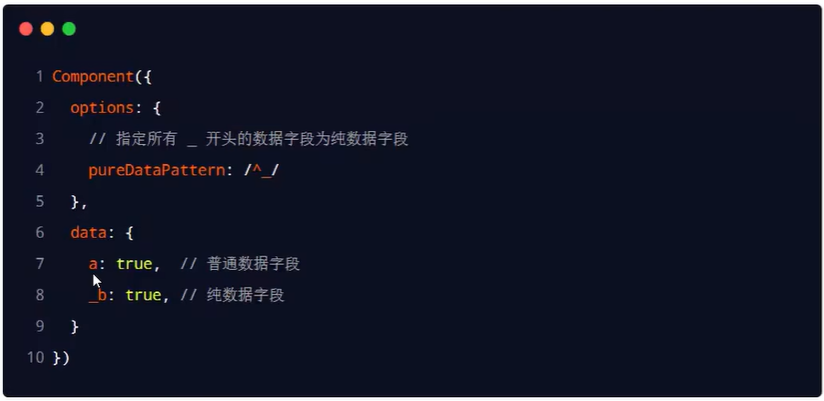 1 Component({
2 options: {
3 // 指定所有 _ 开头的数据字段为纯数据字段
4 pureDataPattern: /^_/
5 },
6 data: {
7 a: true, // 普通数据字段
8 _b: true, // 纯数据字段
9 }
10 })